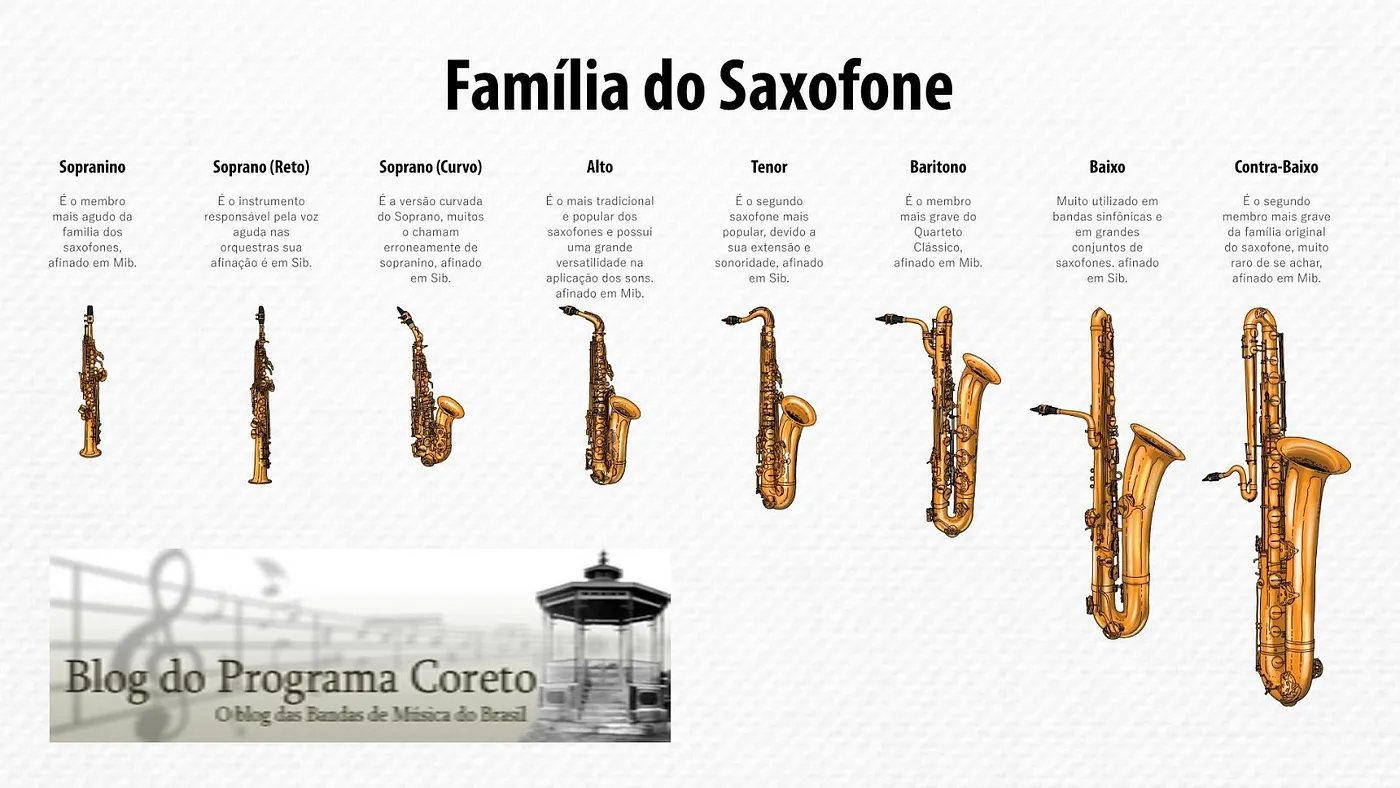 Família do Saxofone
Sopranino
É o membro
mais agudo da
familia dos
saxofones,
afinado em Mib.
Soprano (Reto)
É o instrumento
responsável pela voz
aguda nas
orquestras sua
afinação é em Sib.
Soprano (Curvo)
É a versão curvada
do Soprano, muitos
o chamam
erroneamente de
sopranino, afinado
em Sib.
Alto
É o mais tradicional
e popular dos
saxofones e possui
uma grande
versatilidade na
aplicação dos sons.
afinado em Mib.
Tenor
É o segundo
saxofone mais
popular, devido a
sua extensão e
sonoridade, afinado
em Sib.
Baritono
É o membro
mais grave do
Quarteto
Clássico,
afinado em Mib.
Baixo
Muito utilizado em
bandas sinfônicas e
em grandes
conjuntos de
saxofones. afinado
em Sib.
Contra-Baixo
É o segundo
membro mais grave
da família original
do saxofone, muito
raro de se achar,
afinado em Mib.
Blog do Programa Coreto
O blog das Bandas de Música do Brasil